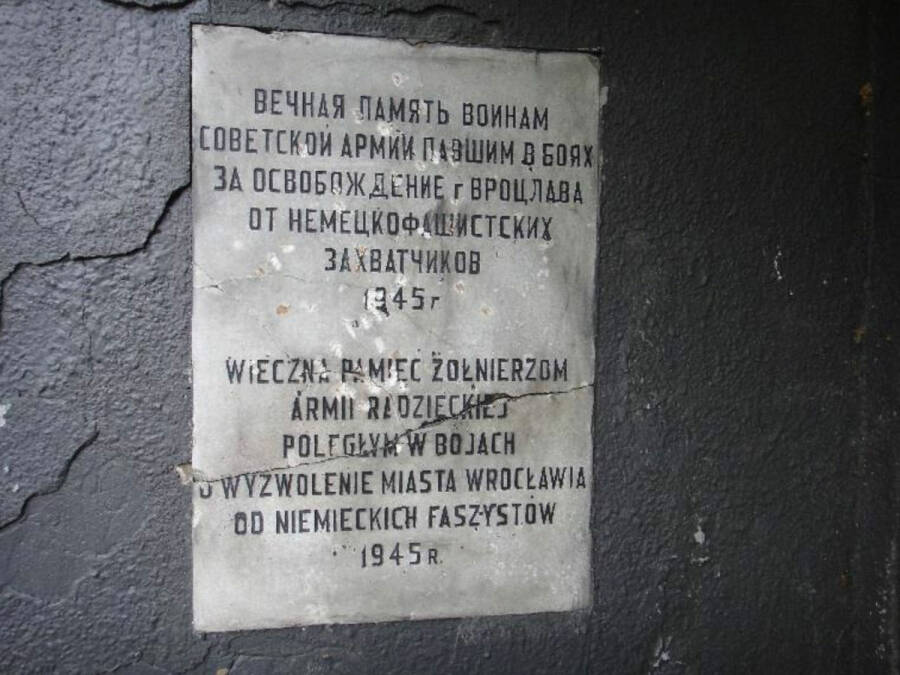 ВЕЧНАЯ ПАМЯТЬ ВОИНАМ
СОВЕТСКОЙ АРМИИ ПАВШИМ В БОЯХ
ЗА ОСВОБОЖДЕНИЕ г ВРОЦЛАВА
ОТ НЕМЕЦКОФАШИСТСКИХ
ЗАХВАТЧИКОВ
1945 г
WIECZNA PAMIEC ŻOŁNIERZOM
ARMII RADZIECKIEJ
POLEGŁYM W BOJACH
O WYZWOLENIE MIASTA WROCŁAWIA
OD NIEMIECKICH FASZYSTÓW
1945 R.